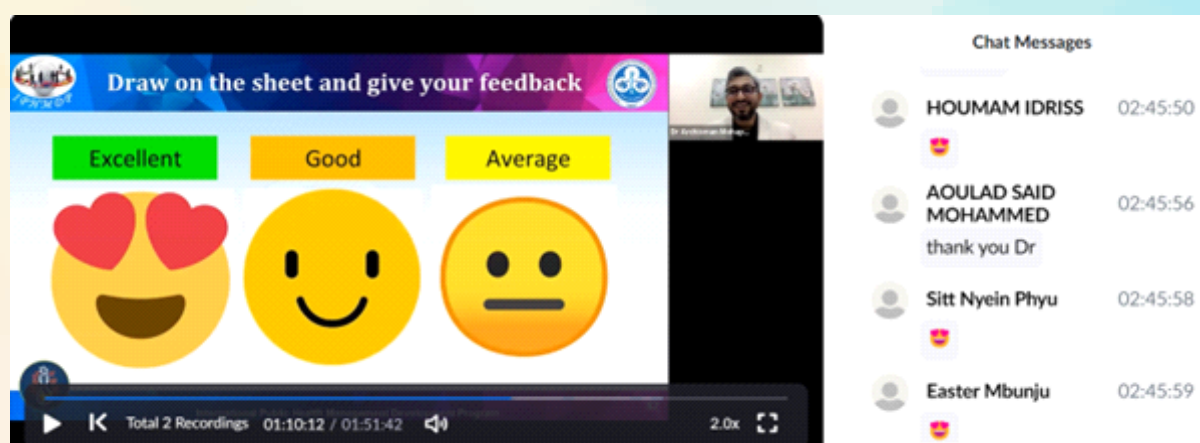 Draw on the sheet and give your feedback
Excellent
Good
Average
Total 2 Recordings 01:10:12 / 01:51:42
2.0x
Chat Messages
HOUMAM IDRISS 02:45:50
AOULAD SAID 02:45:56
MOHAMMED
thank you Dr
Sitt Nyein Phyu 02:45:58
Easter Mbunju 02:45:59